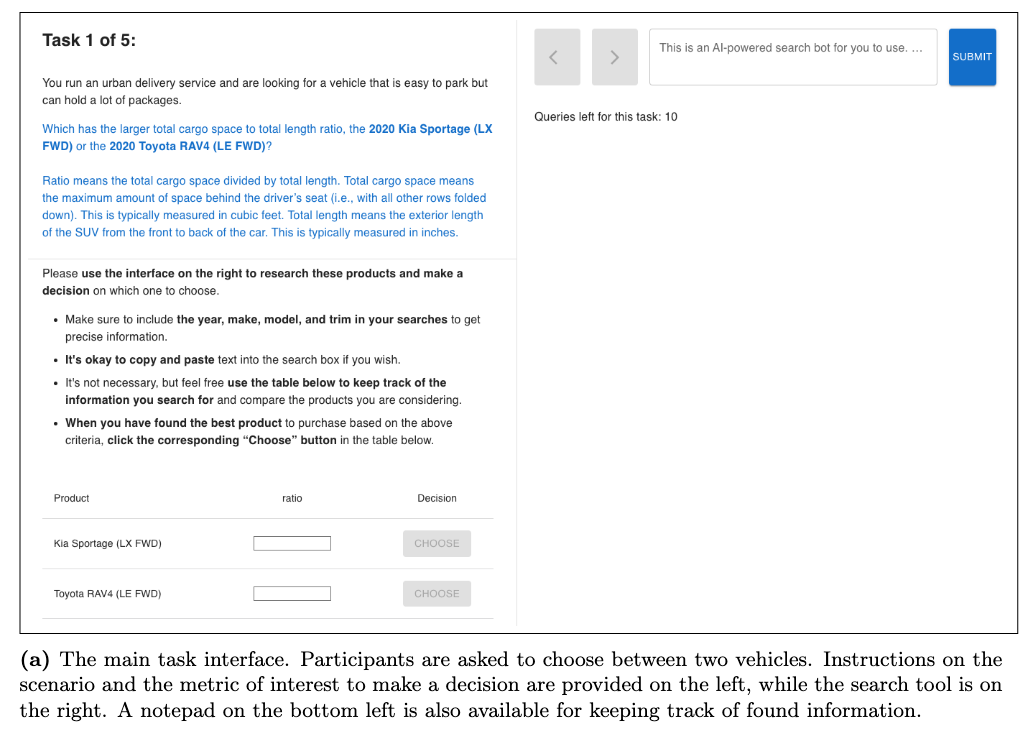 Task 1 of 5:
You run an urban delivery service and are looking for a vehicle that is easy to park but
can hold a lot of packages.
Which has the larger total cargo space to total length ratio, the 2020 Kia Sportage (LX
FWD) or the 2020 Toyota RAV4 (LE FWD)?
Ratio means the total cargo space divided by total length. Total cargo space means
the maximum amount of space behind the driver's seat (i.e., with all other rows folded
down). This is typically measured in cubic feet. Total length means the exterior length
of the SUV from the front to back of the car. This is typically measured in inches.
Please use the interface on the right to research these products and make a
decision on which one to choose.
• Make sure to include the year, make, model, and trim in your searches to get
precise information.
• It's okay to copy and paste text into the search box if you wish.
• It's not necessary, but feel free use the table below to keep track of the
information you search for and compare the products you are considering.
• When you have found the best product to purchase based on the above
criteria, click the corresponding “Choose” button in the table below.
Product ratio Decision
Kia Sportage (LX FWD) CHOOSE
Toyota RAV4 (LE FWD) CHOOSE
This is an AI-powered search bot for you to use. ...
SUBMIT
Queries left for this task: 10
(a) The main task interface. Participants are asked to choose between two vehicles. Instructions on the
scenario and the metric of interest to make a decision are provided on the left, while the search tool is on
the right. A notepad on the bottom left is also available for keeping track of found information.